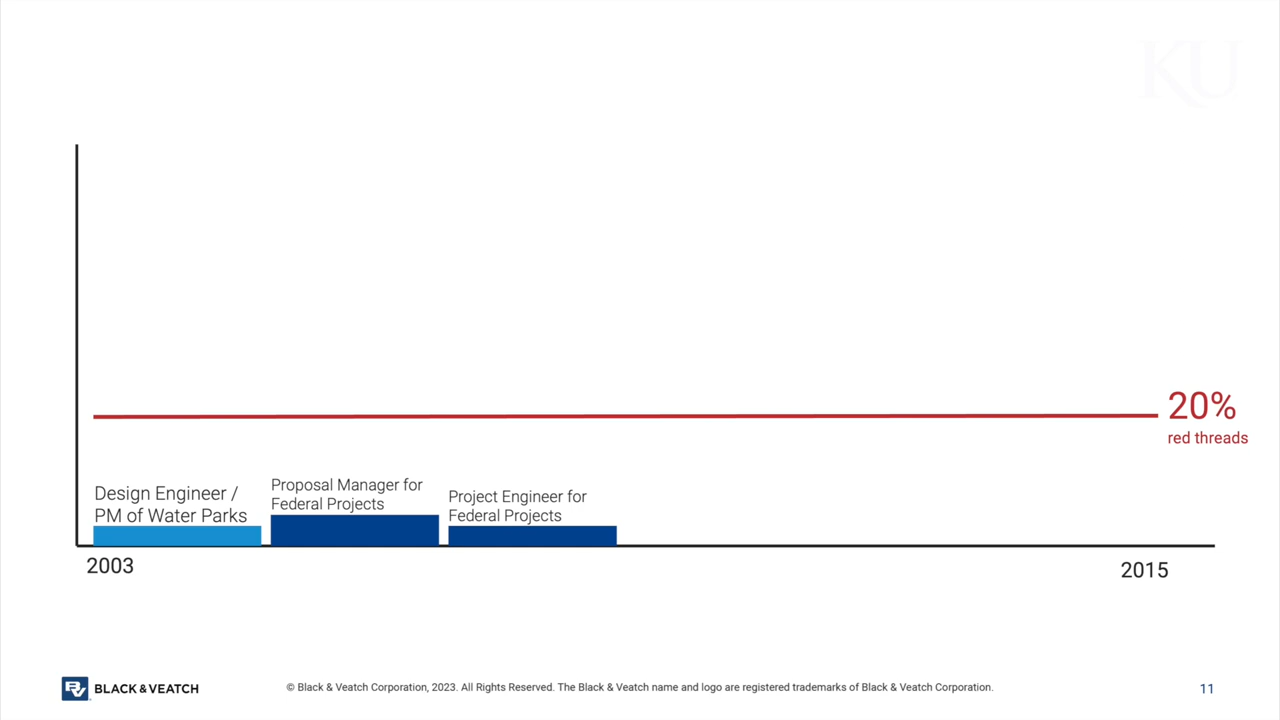 KU
20%
red threads
Design Engineer /
PM of Water Parks
Proposal Manager for
Federal Projects
Project Engineer for
Federal Projects
2003
2015
BV
BLACK & VEATCH
© Black & Veatch Corporation, 2023. All Rights Reserved. The Black & Veatch name and logo are registered trademarks of Black & Veatch Corporation.
11